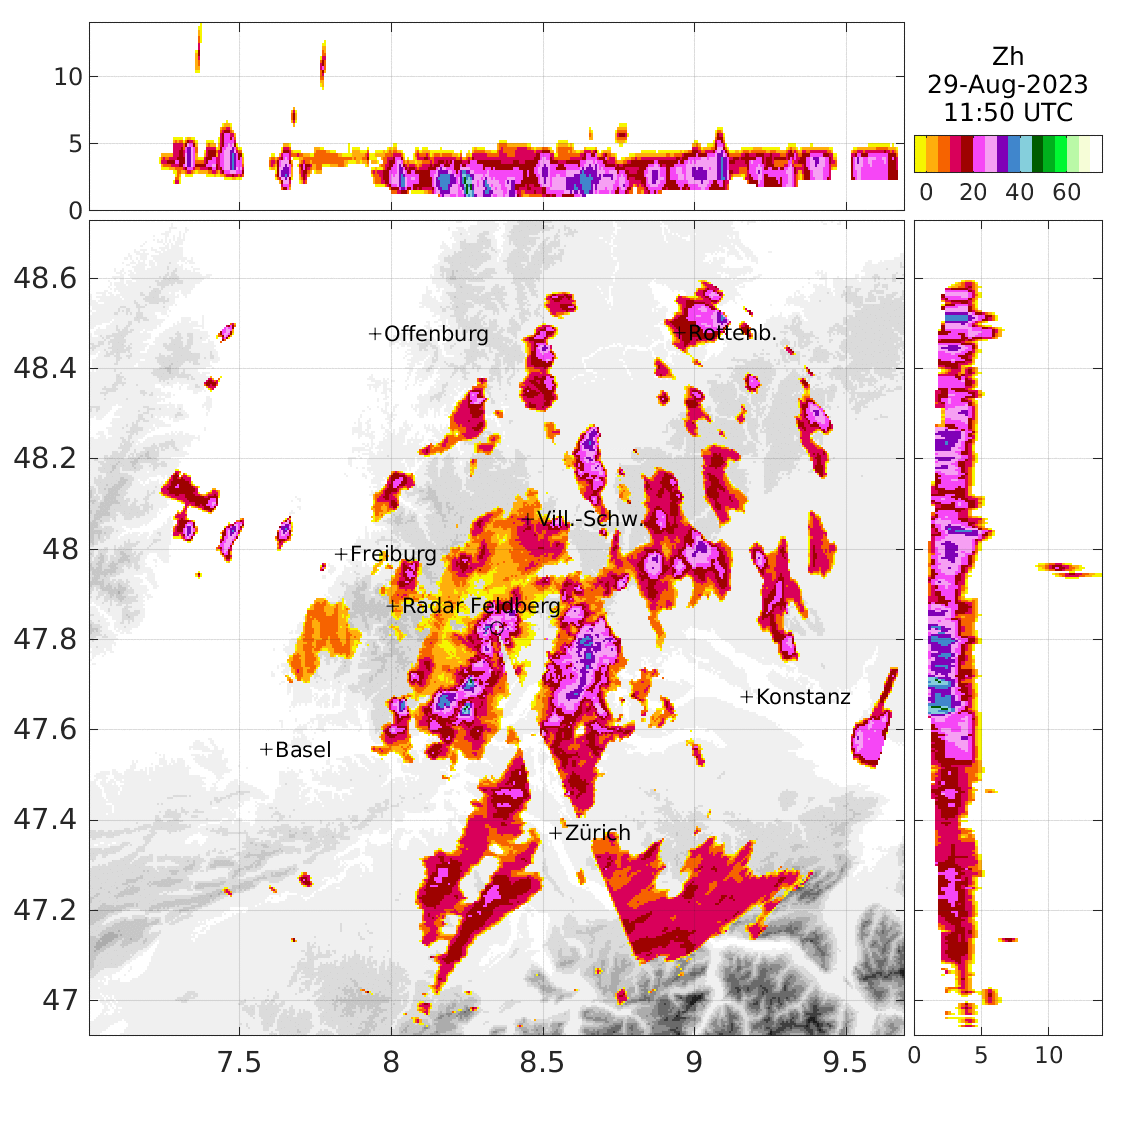 10
5
0
Zh
29-Aug-2023
11:50 UTC
0 20 40 60
48.6
48.4
48.2
48
47.8
47.6
47.4
47.2
47
+Offenburg
+Rottenb.
+Vill.-Schw.
+Freiburg
+Radar Feldberg
+Konstanz
+Basel
+Zürich
7.5 8 8.5 9 9.5
0 5 10